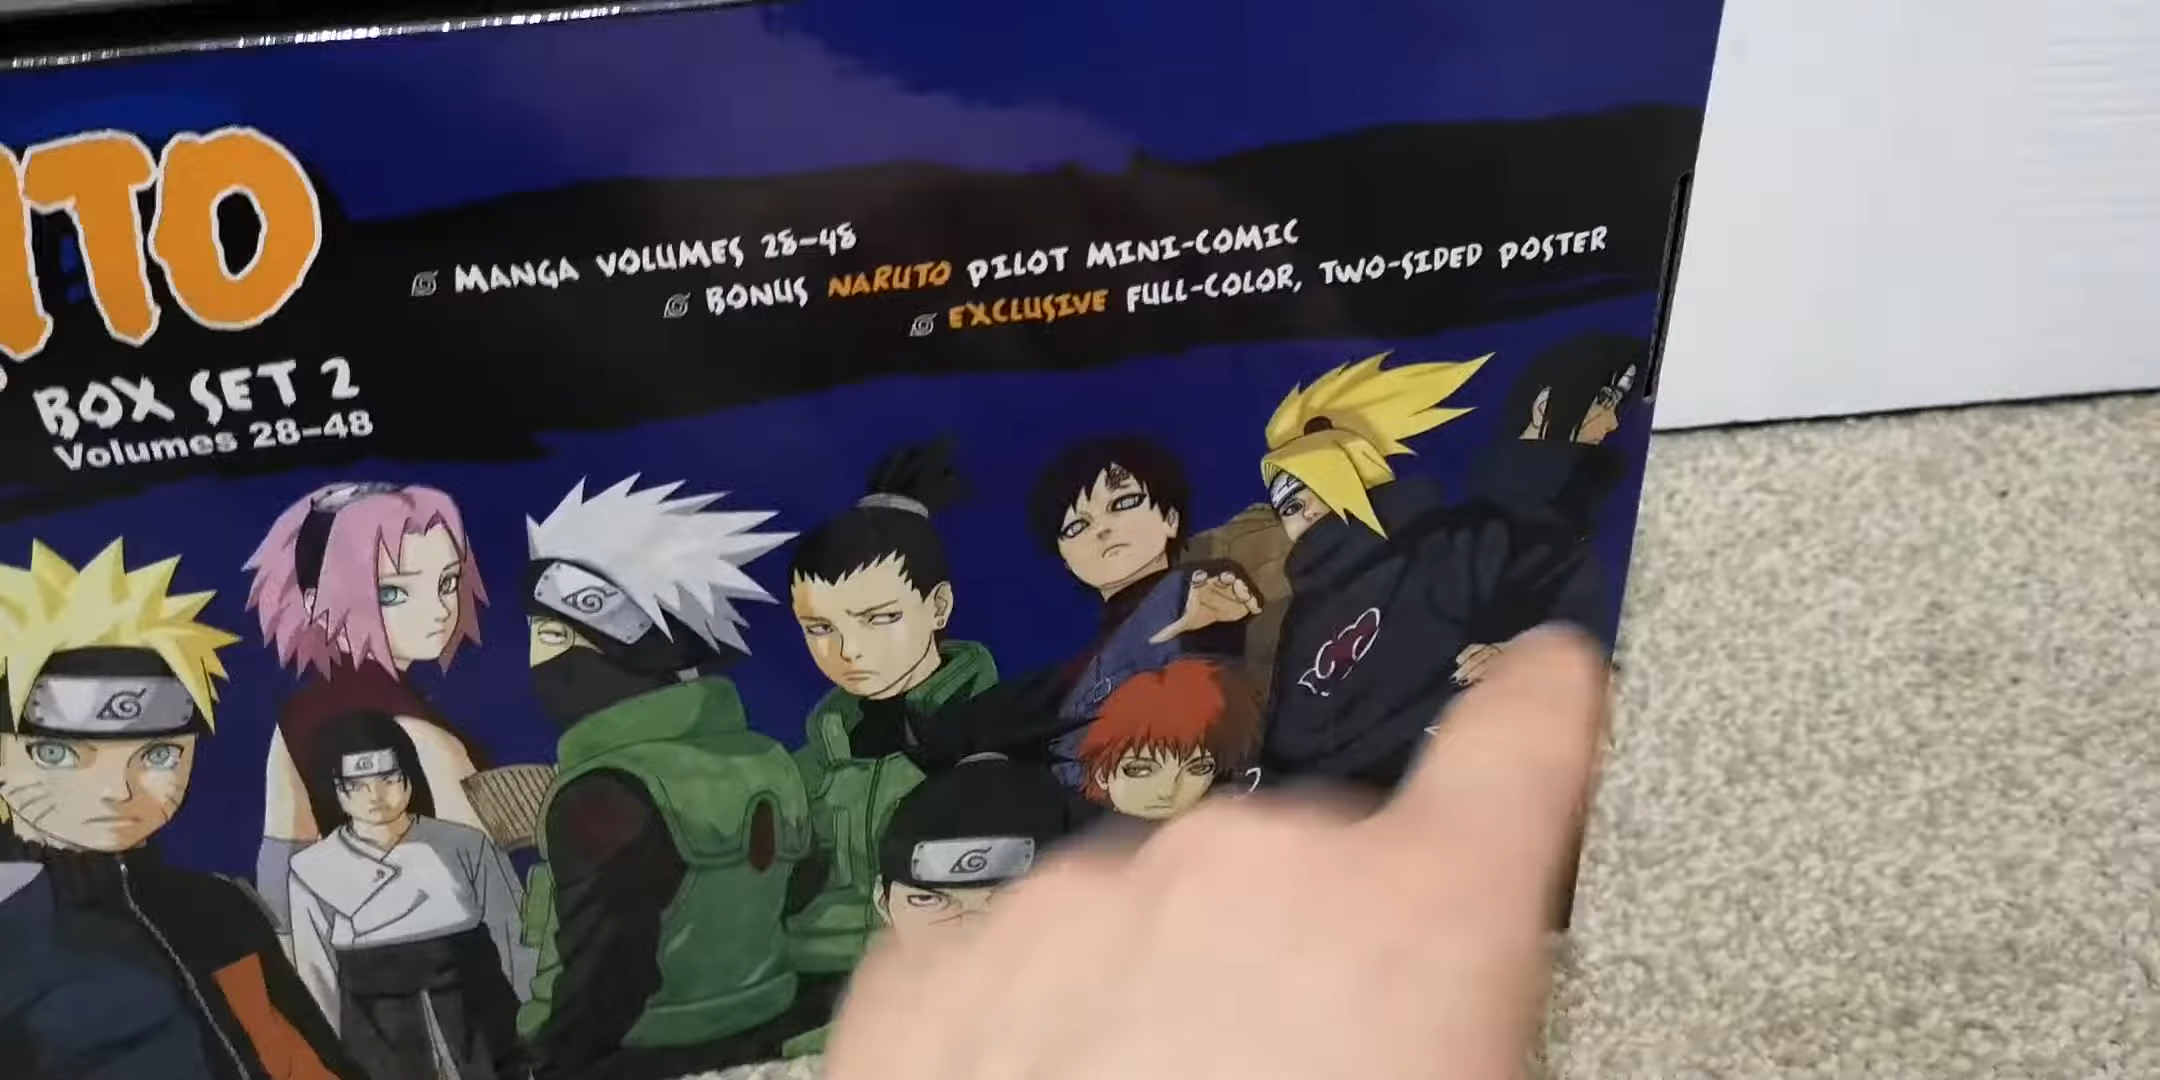 UTO
MANGA VOLUMES 28-48
BONUS NARUTO PILOT MINI-COMIC
EXCLUSIVE FULL-COLOR, TWO-SIDED POSTER
BOX SET 2
Volumes 28-48